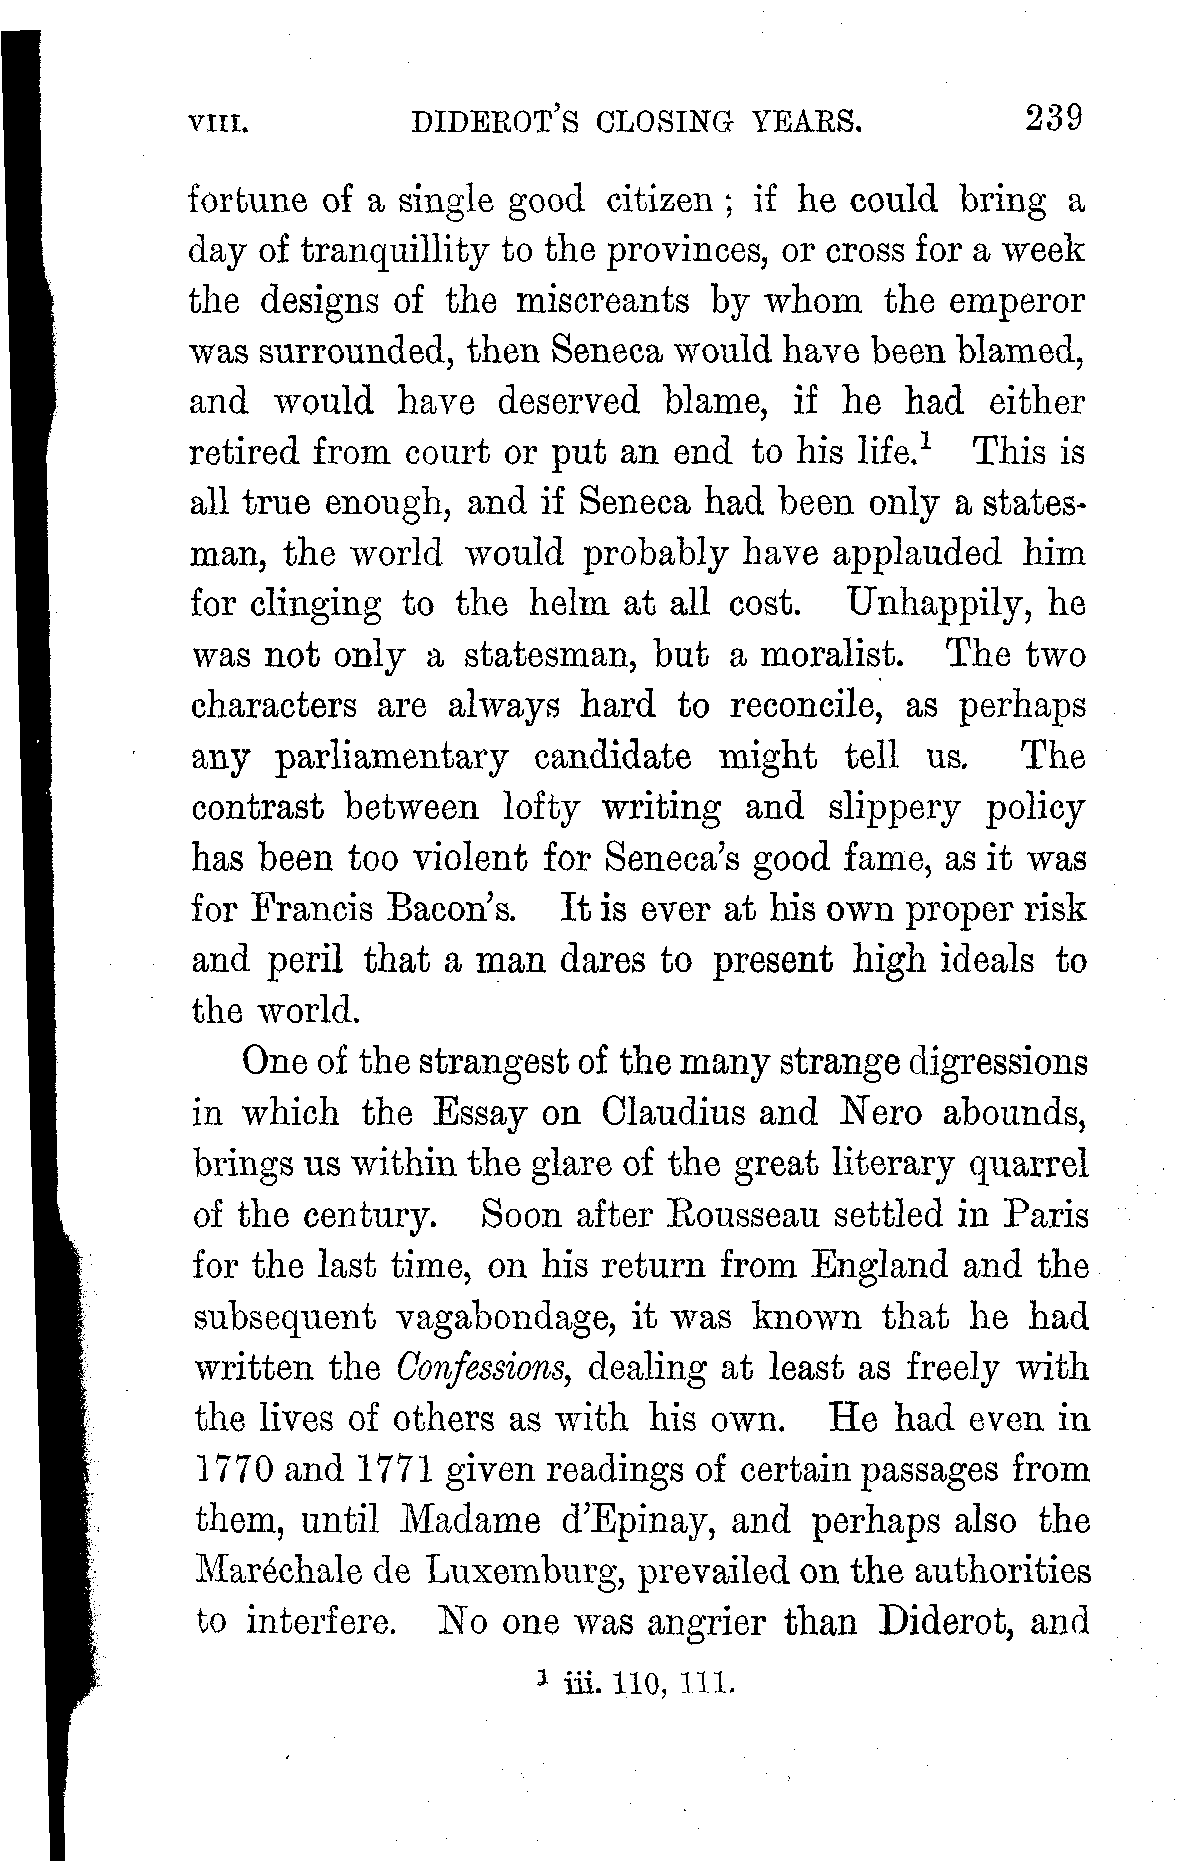 VIII. DIDEROT'S CLOSING YEARS. 239
fortune of a single good citizen ; if he could bring a
day of tranquillity to the provinces, or cross for a week
the designs of the miscreants by whom the emperor
was surrounded, then Seneca would have been blamed,
and would have deserved blame, if he had either
retired from court or put an end to his life.¹ This is
all true enough, and if Seneca had been only a states-
man, the world would probably have applauded him
for clinging to the helm at all cost. Unhappily, he
was not only a statesman, but a moralist. The two
characters are always hard to reconcile, as perhaps
any parliamentary candidate might tell us. The
contrast between lofty writing and slippery policy
has been too violent for Seneca's good fame, as it was
for Francis Bacon's. It is ever at his own proper risk
and peril that a man dares to present high ideals to
the world.
One of the strangest of the many strange digressions
in which the Essay on Claudius and Nero abounds,
brings us within the glare of the great literary quarrel
of the century. Soon after Rousseau settled in Paris
for the last time, on his return from England and the
subsequent vagabondage, it was known that he had
written the Confessions, dealing at least as freely with
the lives of others as with his own. He had even in
1770 and 1771 given readings of certain passages from
them, until Madame d'Epinay, and perhaps also the
Maréchale de Luxemburg, prevailed on the authorities
to interfere. No one was angrier than Diderot, and
¹ iii. 110, 111.